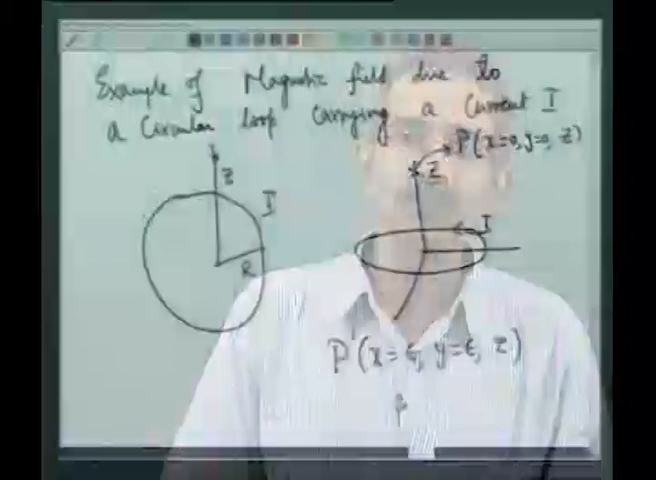 Example of Magnetic field due to
a Circular loop carrying a Current I
P(x=0, y=0, z)
Z
Z
I
I
R
P'(x=ε, y=ε, z)